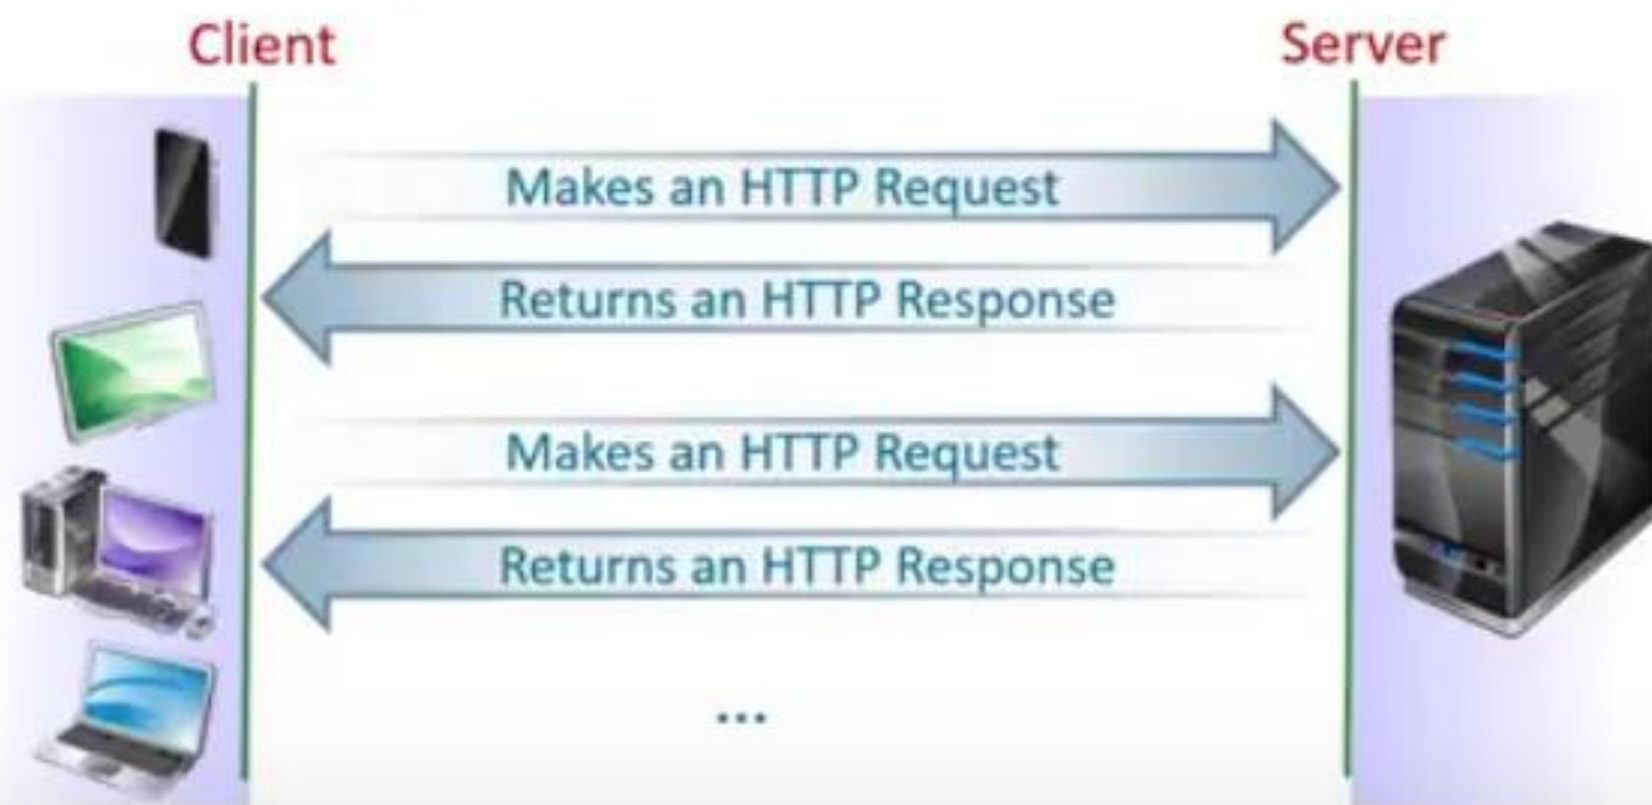 Client
Server
Makes an HTTP Request
Returns an HTTP Response
Makes an HTTP Request
Returns an HTTP Response
...